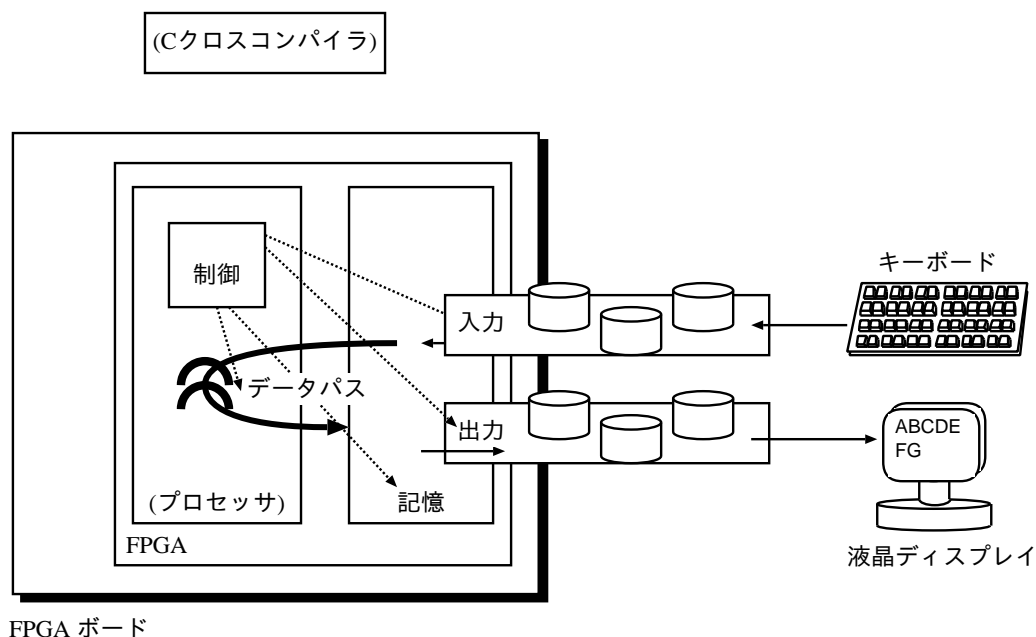 (Cクロスコンパイラ)
制御
入力
キーボード
データパス
出力
ABCDE
FG
(プロセッサ)
記憶
FPGA
液晶ディスプレイ
FPGA ボード